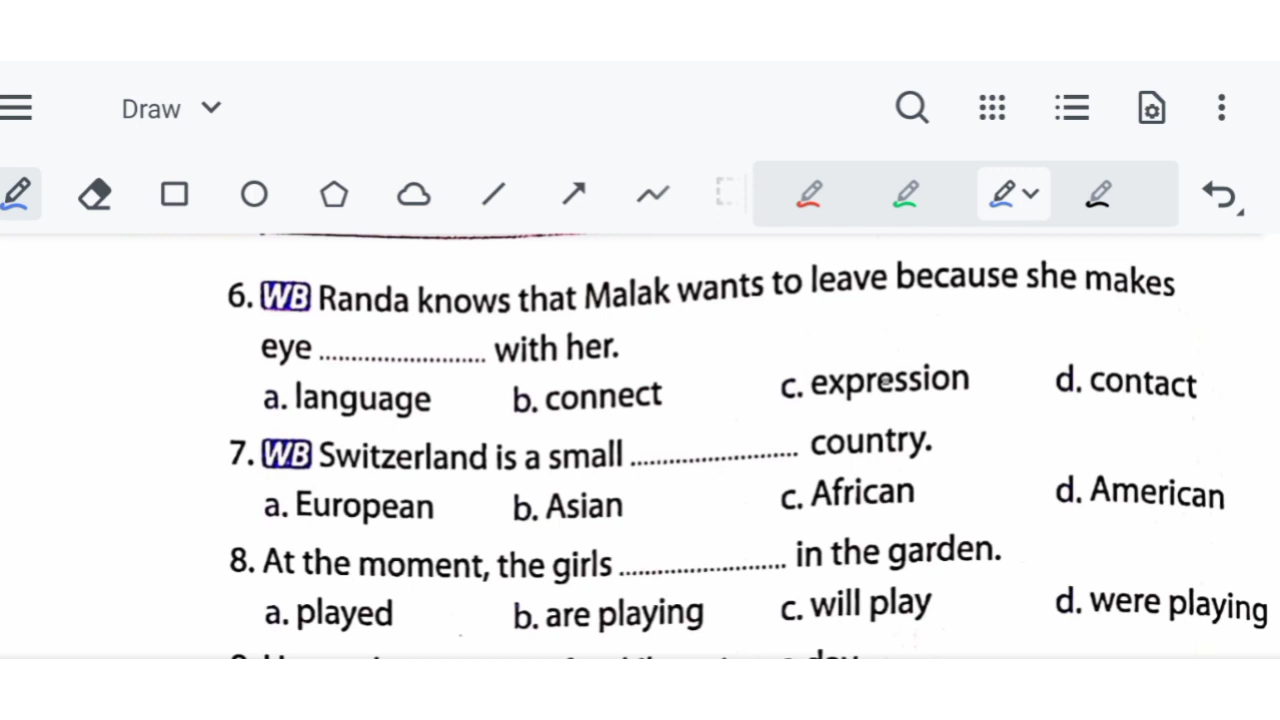 Draw
6. WB Randa knows that Malak wants to leave because she makes
eye ........................ with her.
a. language b. connect c. expression d. contact
7. WB Switzerland is a small ........................ country.
a. European b. Asian c. African d. American
8. At the moment, the girls ........................ in the garden.
a. played b. are playing c. will play d. were playing